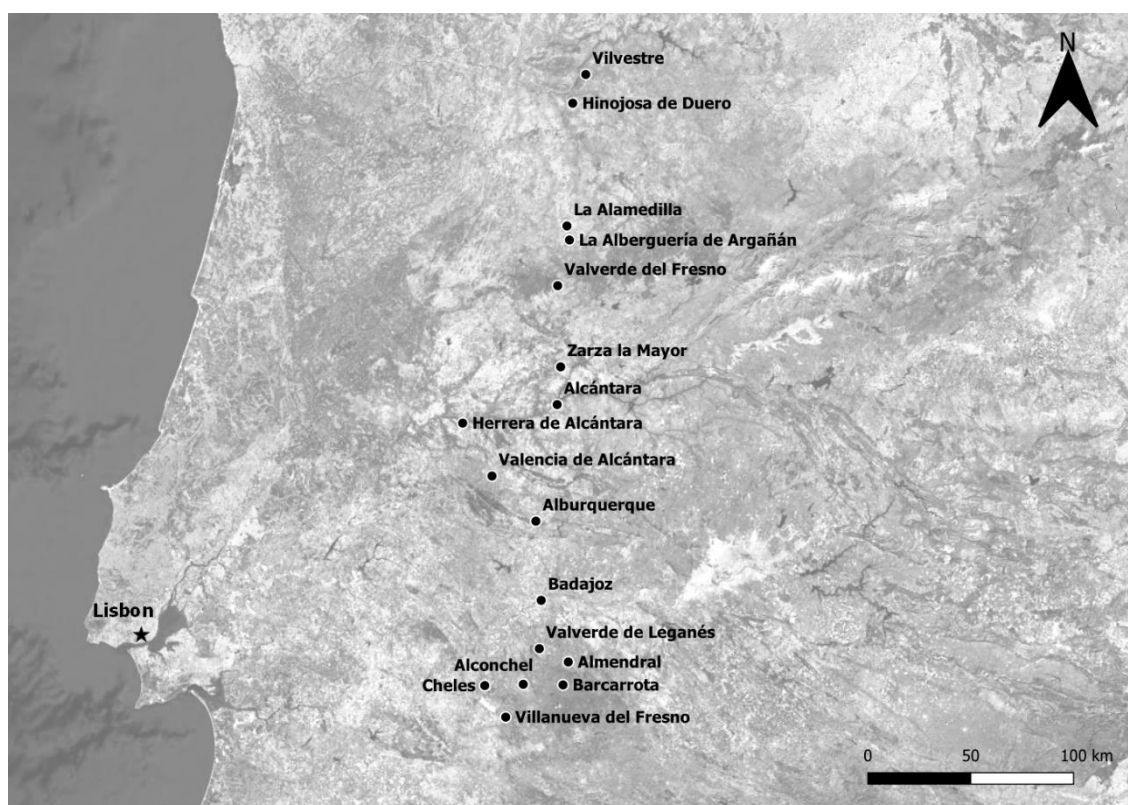 N
Vilvestre
Hinojosa de Duero
La Alamedilla
La Alberguería de Argañán
Valverde del Fresno
Zarza la Mayor
Alcántara
Herrera de Alcántara
Valencia de Alcántara
Alburquerque
Badajoz
Lisbon
Valverde de Leganés
Alconchel
Almendral
Cheles
Barcarrota
Villanueva del Fresno
0 50 100 km